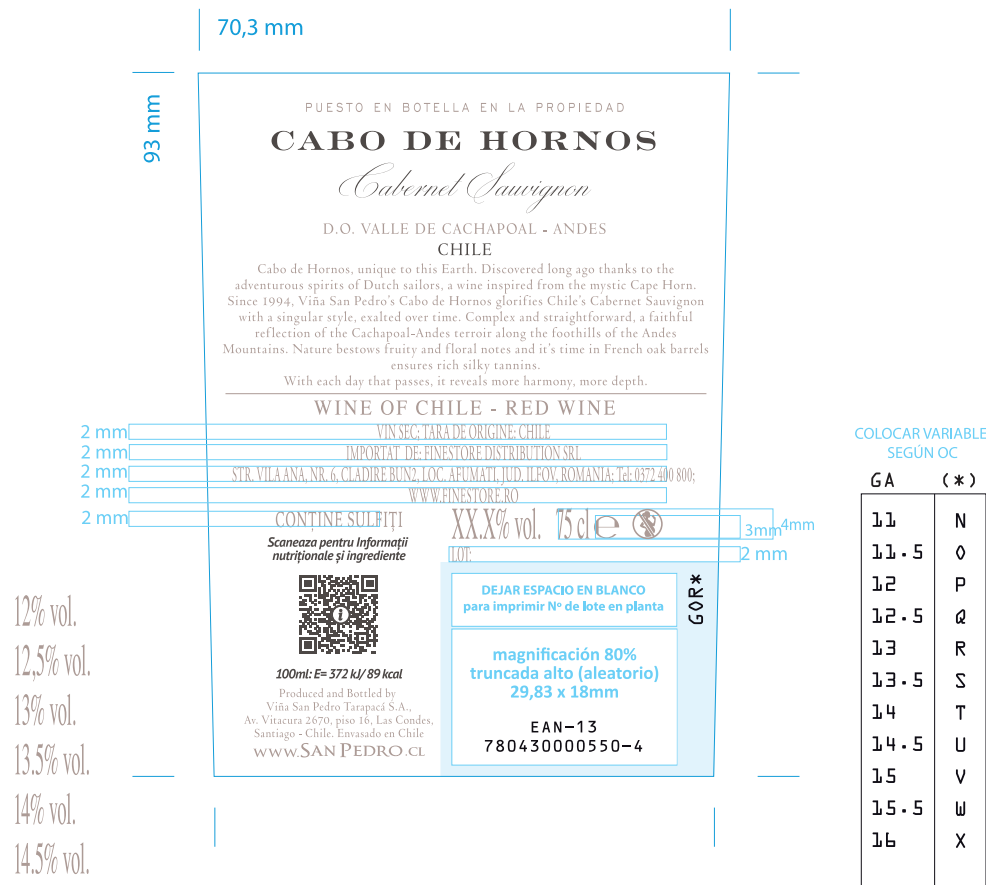 70,3 mm
93 mm
PUESTO EN BOTELLA EN LA PROPIEDAD
CABO DE HORNOS
Cabernel Sauvignon
D.O. VALLE DE CACHAPOAL - ANDES
CHILE
Cabo de Hornos, unique to this Earth. Discovered long ago thanks to the
adventurous spirits of Dutch sailors, a wine inspired from the mystic Cape Horn.
Since 1994, Viña San Pedro's Cabo de Hornos glorifies Chile's Cabernet Sauvignon
with a singular style, exalted over time. Complex and straightforward, a faithful
reflection of the Cachapoal-Andes terroir along the foothills of the Andes
Mountains. Nature bestows fruity and floral notes and it's time in French oak barrels
ensures rich silky tannins.
With each day that passes, it reveals more harmony, more depth.
WINE OF CHILE - RED WINE
2 mm VIN SEC; TARA DE ORIGINE: CHILE
2 mm IMPORTAT DE: FINESTORE DISTRIBUTION SRL
2 mm STR. VILA ANA, NR. 6, CLADIRE BUN2, LOC. AFUMATI, JUD. ILFOV, ROMANIA; Tel: 0372 400 800;
2 mm WWW.FINESTORE.RO
2 mm CONȚINE SULFIȚI XX.X% vol. 75 cl e 3mm 4mm
Scaneaza pentru Informații
nutriționale și ingrediente
LOT: 2 mm
DEJAR ESPACIO EN BLANCO
para imprimir Nº de lote en planta
GOR*
magnificación 80%
truncada alto (aleatorio)
29,83 x 18mm
EAN-13
780430000550-4
i
100ml: E= 372 kJ/ 89 kcal
Produced and Bortled by
Viña San Pedro Tarapacá S.A.,
Av. Vitacura 2670, piso 16, Las Condes,
Santiago - Chile. Envasado en Chile
WWW.SAN PEDRO.CL
12% vol.
12,5% vol.
13% vol.
13.5% vol.
14% vol.
14.5% vol.
COLOCAR VARIABLE
SEGÚN OC
GA (*)
11 N
11.5 O
12 P
12.5 Q
13 R
13.5 S
14 T
14.5 U
15 V
15.5 W
16 X